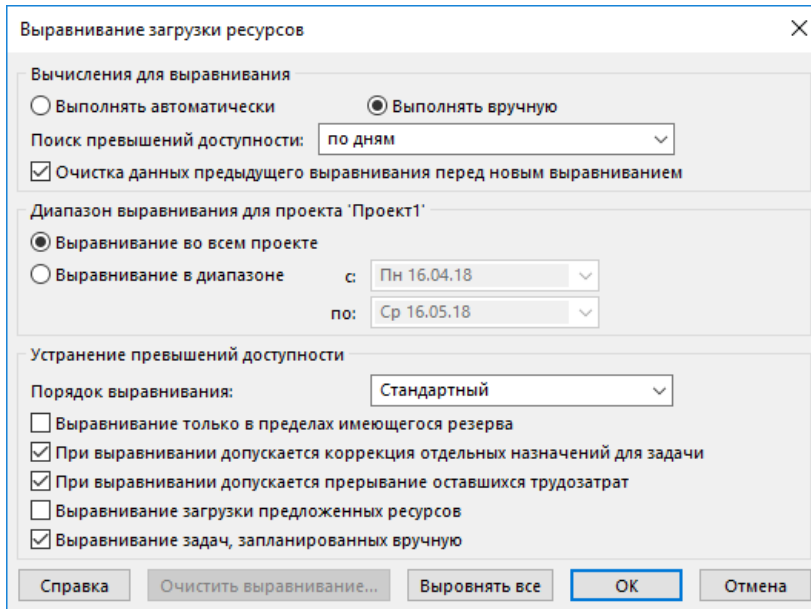 Выравнивание загрузки ресурсов
Вычисления для выравнивания
Выполнять автоматически Выполнять вручную
Поиск превышений доступности: по дням
Очистка данных предыдущего выравнивания перед новым выравниванием
Диапазон выравнивания для проекта 'Проект1'
Выравнивание во всем проекте
Выравнивание в диапазоне с: Пн 16.04.18
по: Ср 16.05.18
Устранение превышений доступности
Порядок выравнивания: Стандартный
Выравнивание только в пределах имеющегося резерва
При выравнивании допускается коррекция отдельных назначений для задачи
При выравнивании допускается прерывание оставшихся трудозатрат
Выравнивание загрузки предложенных ресурсов
Выравнивание задач, запланированных вручную
Справка Очистить выравнивание... Выровнять все ОК Отмена